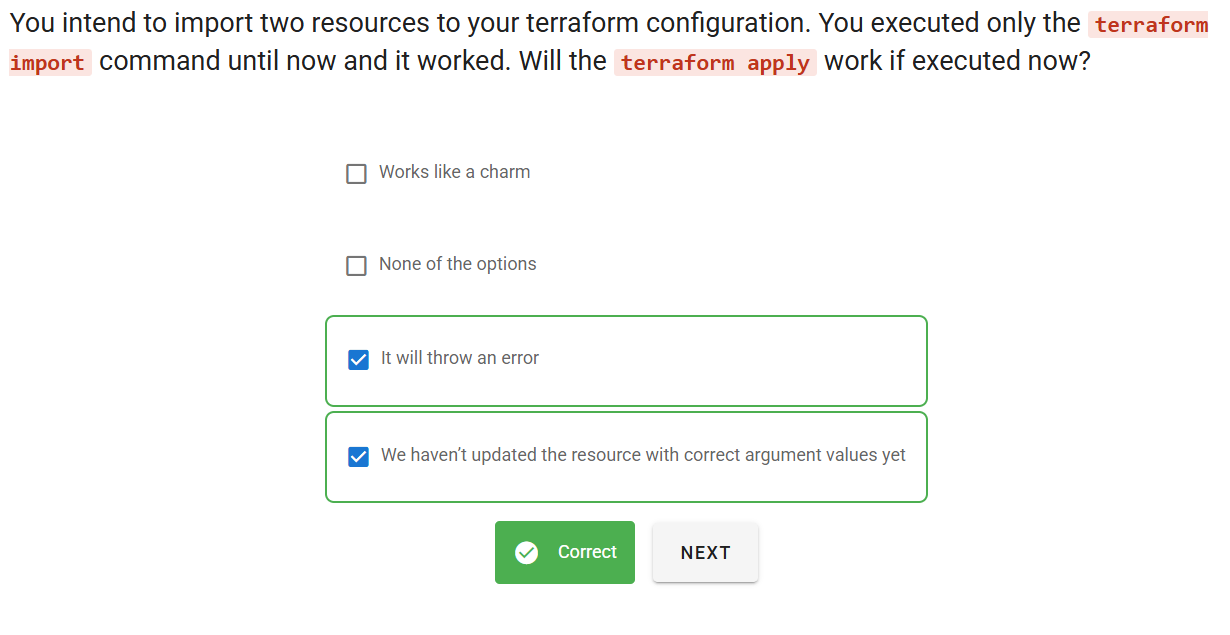 You intend to import two resources to your terraform configuration. You executed only the terraform
import command until now and it worked. Will the terraform apply work if executed now?
Works like a charm
None of the options
It will throw an error
We haven’t updated the resource with correct argument values yet
Correct
NEXT